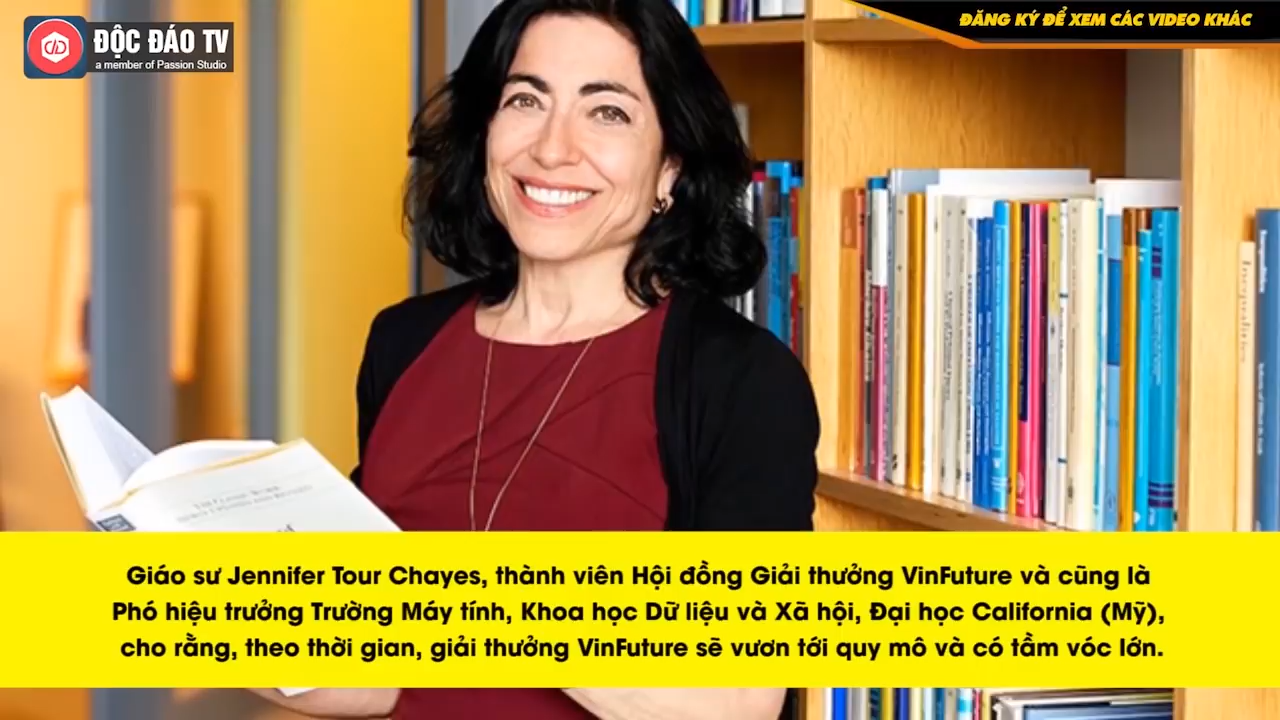 ĐỘC ĐÁO TV
a member of Passion Studio
ĐĂNG KÝ ĐỂ XEM CÁC VIDEO KHÁC
Giáo sư Jennifer Tour Chayes, thành viên Hội đồng Giải thưởng VinFuture và cũng là
Phó hiệu trưởng Trường Máy tính, Khoa học Dữ liệu và Xã hội, Đại học California (Mỹ),
cho rằng, theo thời gian, giải thưởng VinFuture sẽ vươn tới quy mô và có tầm vóc lớn.